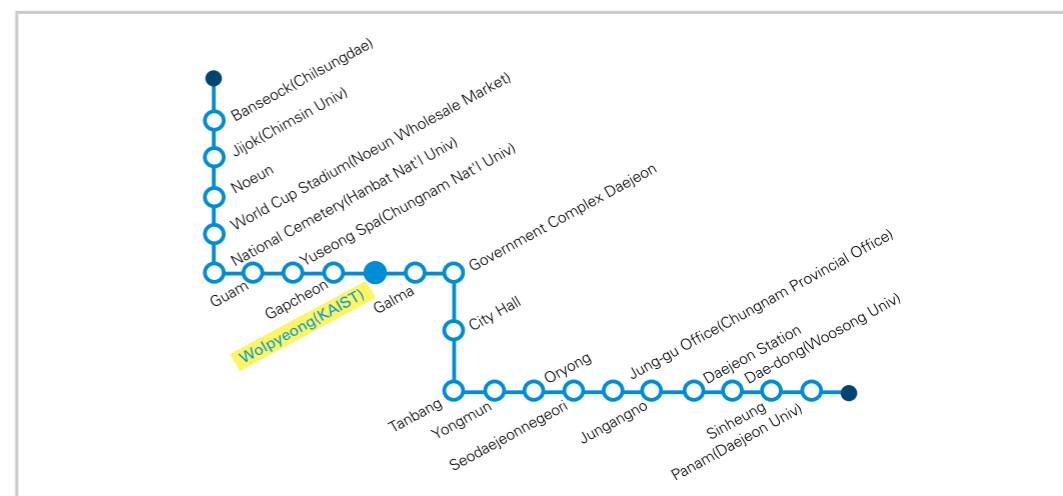 Banseock(Chilsungdae)
Jijok(Chimsin Univ)
Noeun
World Cup Stadium(Noeun Wholesale Market)
National Cemetery(Hanbat Nat'l Univ)
Guam
Yuseong Spa(Chungnam Nat'l Univ)
Gapcheon
Wolpyeong(KAIST)
Galma
Government Complex Daejeon
City Hall
Tanbang
Yongmun
Oryong
Seodaejeonnegeori
Jung-gu Office(Chungnam Provincial Office)
Jungangno
Daejeon Station
Dae-dong(Woosong Univ)
Sinheung
Panam(Daejeon Univ)